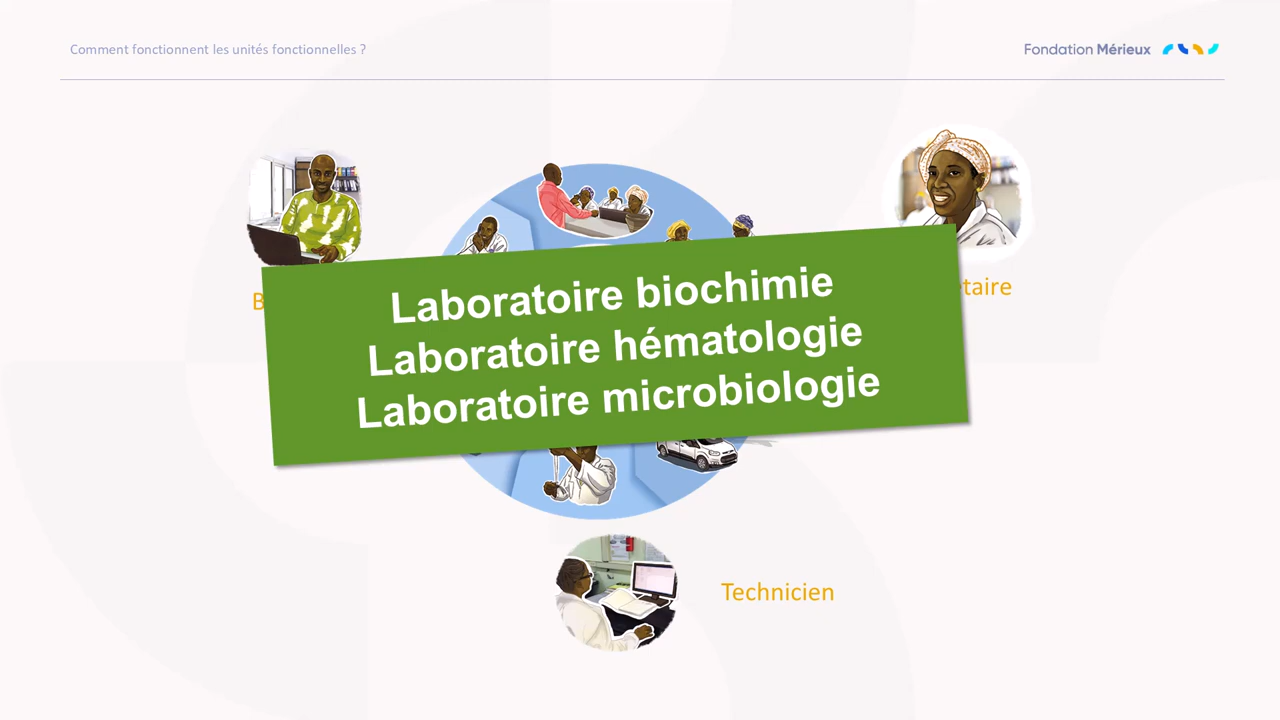 Comment fonctionnent les unités fonctionnelles ?
Fondation Mérieux
Laboratoire biochimie
Laboratoire hématologie
Laboratoire microbiologie
Technicien